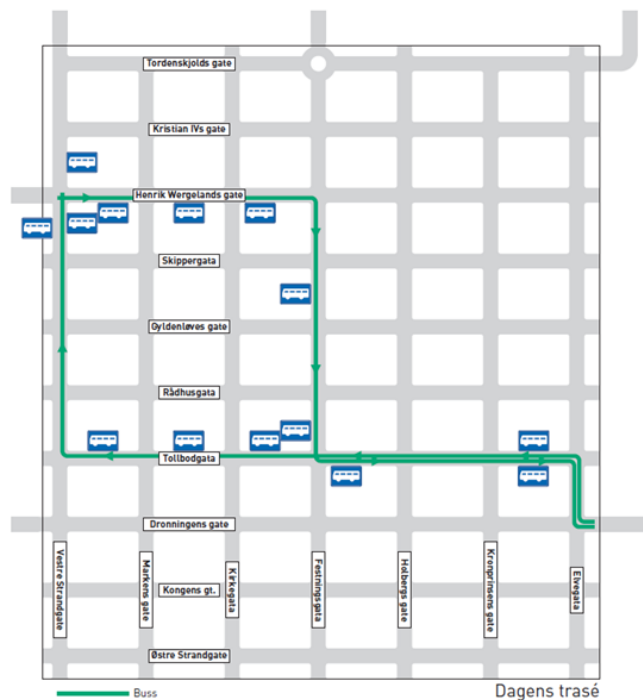 Tordenskjolds gate
Kristian IVs gate
Henrik Wergelands gate
Skippergata
Gyldenløves gate
Rådhusgata
Tollbodgata
Dronningens gate
Vestre Strandgate
Markens gate
Kirkegata
Festningsgata
Holbergs gate
Kronprinsens gate
Elvegata
Kongens gt.
Østre Strandgate
Buss
Dagens trasé